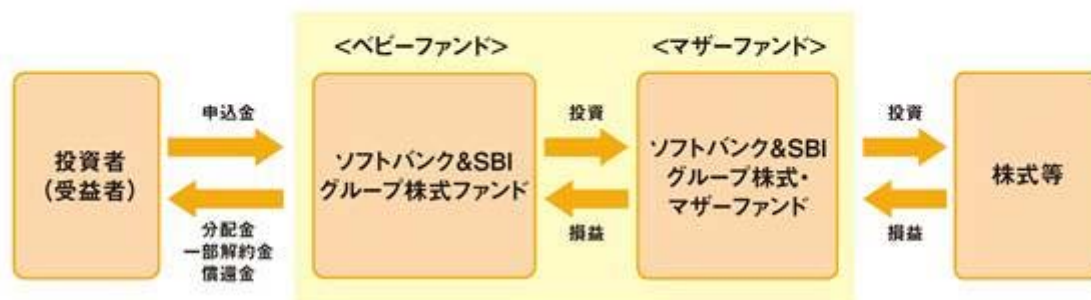 <ベビーファンド>
<マザーファンド>
投資者
(受益者)
申込金
分配金
一部解約金
償還金
ソフトバンク&SBI
グループ株式ファンド
投資
損益
ソフトバンク&SBI
グループ株式・
マザーファンド
投資
損益
株式等